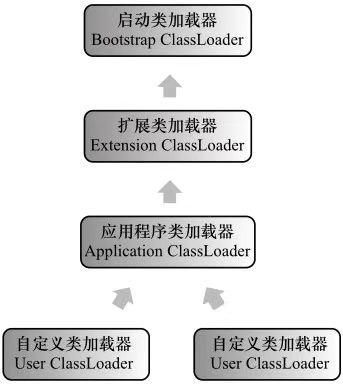 启动类加载器
Bootstrap ClassLoader
扩展类加载器
Extension ClassLoader
应用程序类加载器
Application ClassLoader
自定义类加载器
User ClassLoader
自定义类加载器
User ClassLoader